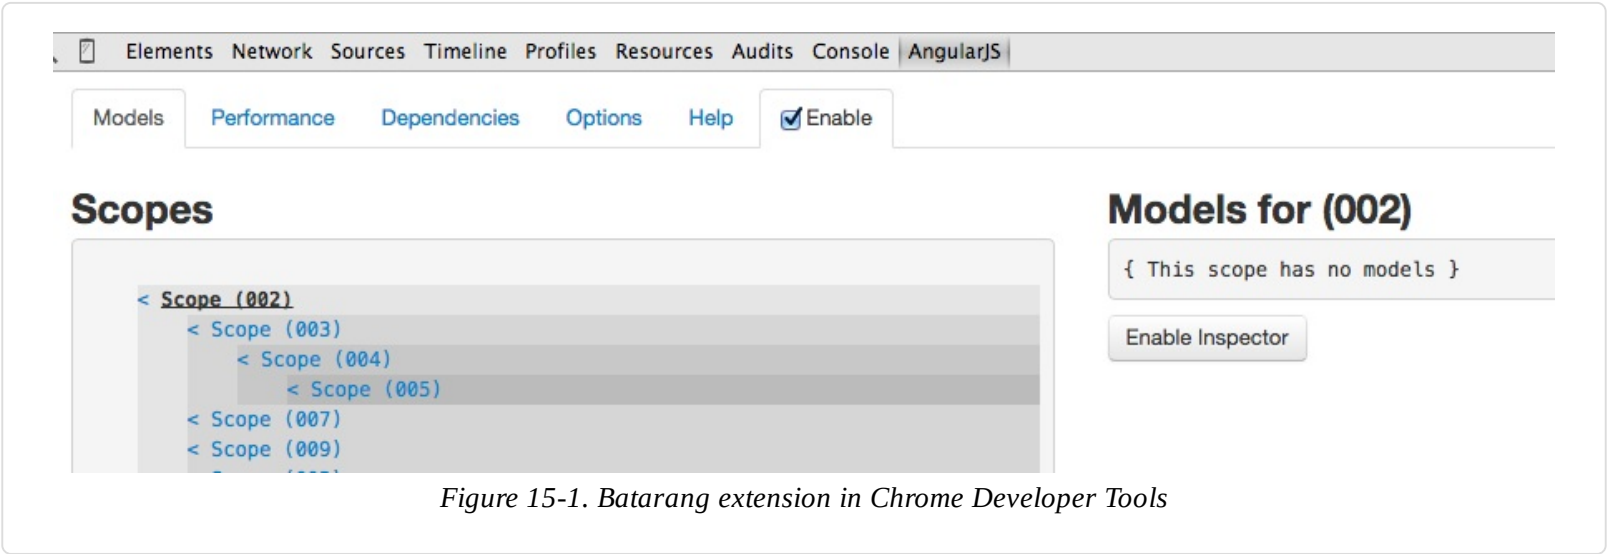 Elements Network Sources Timeline Profiles Resources Audits Console AngularJS
Models Performance Dependencies Options Help Enable
Scopes
< Scope (002)
< Scope (003)
< Scope (004)
< Scope (005)
< Scope (007)
< Scope (009)
Models for (002)
{ This scope has no models }
Enable Inspector
Figure 15-1. Batarang extension in Chrome Developer Tools